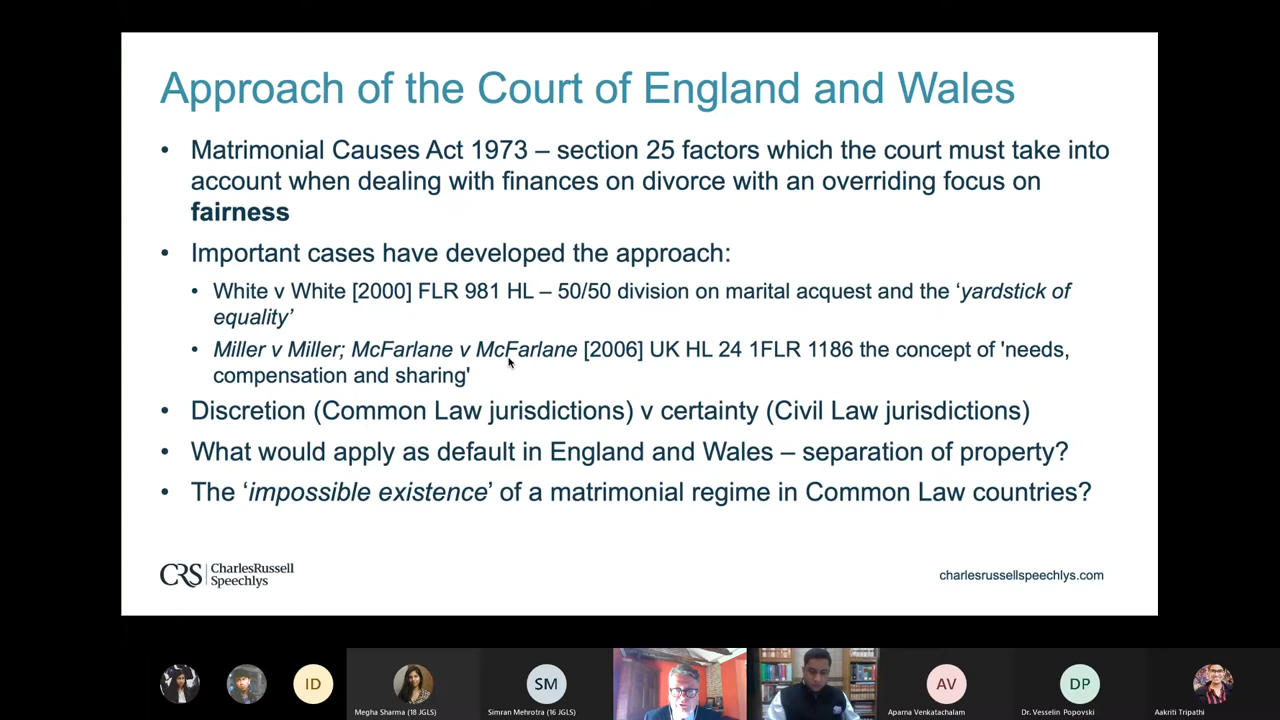 Approach of the Court of England and Wales
• Matrimonial Causes Act 1973 – section 25 factors which the court must take into
account when dealing with finances on divorce with an overriding focus on
fairness
• Important cases have developed the approach:
• White v White [2000] FLR 981 HL – 50/50 division on marital acquest and the ‘yardstick of
equality’
• Miller v Miller; McFarlane v McFarlane [2006] UK HL 24 1FLR 1186 the concept of 'needs,
compensation and sharing'
• Discretion (Common Law jurisdictions) v certainty (Civil Law jurisdictions)
• What would apply as default in England and Wales – separation of property?
• The ‘impossible existence’ of a matrimonial regime in Common Law countries?
CRS CharlesRussell
Speechlys
charlesrussellspeechlys.com
ID
SM
AV
DP
Megha Sharma (18 JGLS)
Simran Mehrotra (16 JGLS)
Aparna Venkatachalam
Dr. Vesselin Popovski
Aakriti Tripathi